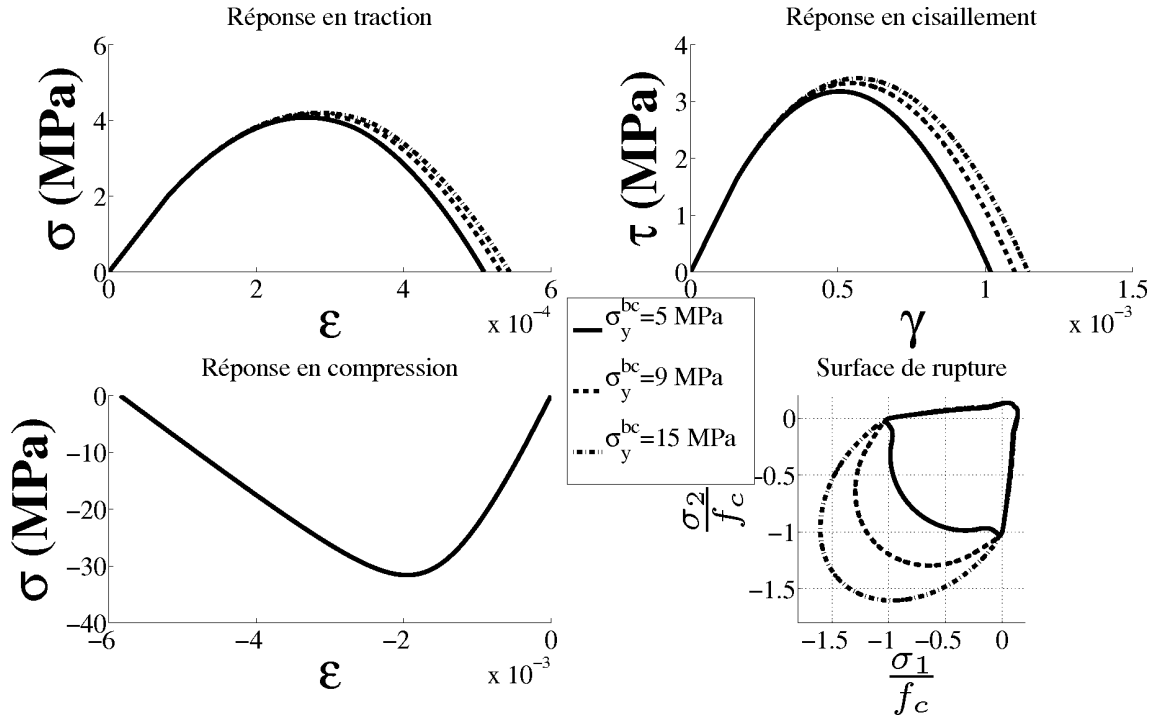 Réponse en traction
6
4
2
0
σ (MPa)
0 2 4 6
x 10⁻⁴
ε
Réponse en cisaillement
4
3
2
1
0
τ (MPa)
0 0.5 1 1.5
x 10⁻³
γ
σ_y^bc=5 MPa
σ_y^bc=9 MPa
σ_y^bc=15 MPa
Réponse en compression
0
−10
−20
−30
−40
σ (MPa)
−6 −4 −2 0
x 10⁻³
ε
Surface de rupture
0
−0.5
−1
−1.5
σ₂/f_c
−1.5 −1 −0.5 0
σ₁/f_c